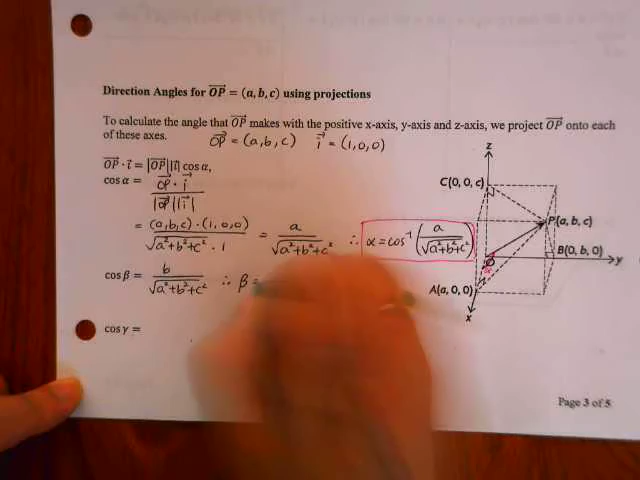 Direction Angles for OP⃗ = (a, b, c) using projections
To calculate the angle that OP⃗ makes with the positive x-axis, y-axis and z-axis, we project OP⃗ onto each
of these axes.
OP⃗ = (a, b, c) i⃗ = (1, 0, 0)
OP⃗ · i⃗ = |OP⃗||i⃗| cos α,
cos α = OP⃗ · i⃗ / |OP⃗||i⃗|
= (a,b,c) · (1,0,0) / √a²+b²+c² · 1 = a / √a²+b²+c² ∴ α = cos⁻¹ (a / √a²+b²+c²)
cos β = b / √a²+b²+c² ∴ β =
cos γ =
z
C(0, 0, c)
P(a, b, c)
B(0, b, 0)
y
O
α
A(a, 0, 0)
x
Page 3 of 5